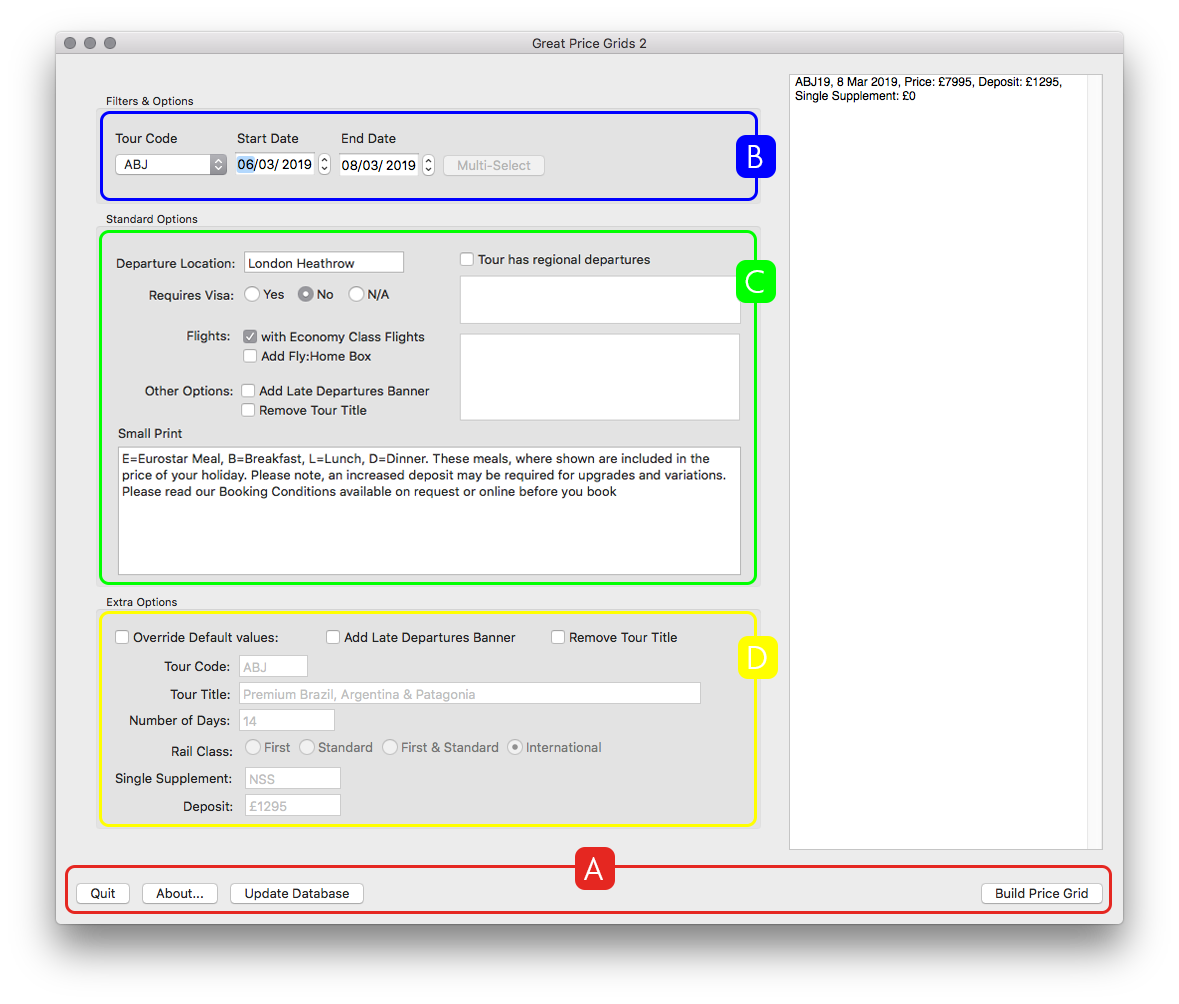 Great Price Grids 2
Filters & Options
Tour Code
Start Date
End Date
ABJ
06/03/ 2019
08/03/ 2019
Multi-Select
B
Standard Options
Departure Location:
London Heathrow
Tour has regional departures
C
Requires Visa:
Yes
No
N/A
Flights:
with Economy Class Flights
Add Fly:Home Box
Other Options:
Add Late Departures Banner
Remove Tour Title
Small Print
E=Eurostar Meal, B=Breakfast, L=Lunch, D=Dinner. These meals, where shown are included in the
price of your holiday. Please note, an increased deposit may be required for upgrades and variations.
Please read our Booking Conditions available on request or online before you book
Extra Options
Override Default values:
Add Late Departures Banner
Remove Tour Title
D
Tour Code:
ABJ
Tour Title:
Premium Brazil, Argentina & Patagonia
Number of Days:
14
Rail Class:
First
Standard
First & Standard
International
Single Supplement:
NSS
Deposit:
£1295
ABJ19, 8 Mar 2019, Price: £7995, Deposit: £1295,
Single Supplement: £0
A
Quit
About...
Update Database
Build Price Grid